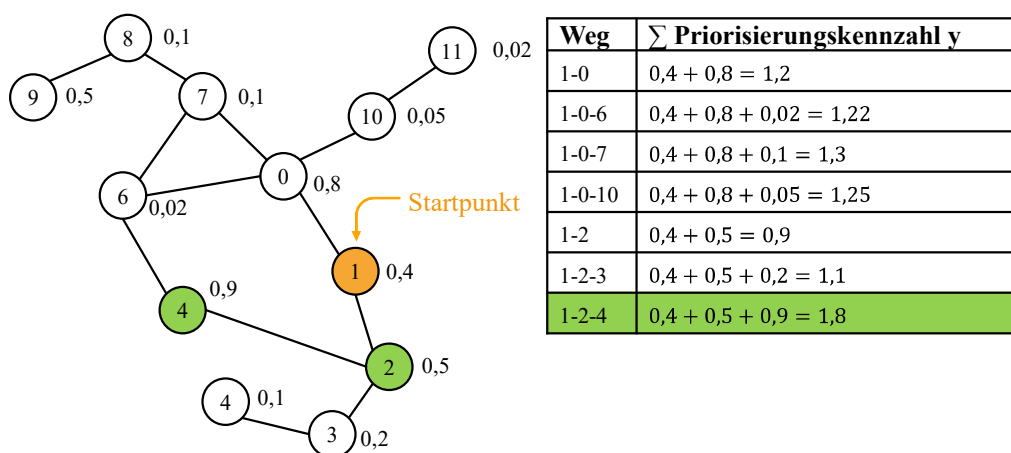 8 0,1
9 0,5
7 0,1
11 0,02
10 0,05
0 0,8
6 0,02
Startpunkt
1 0,4
4 0,9
2 0,5
4 0,1
3 0,2
Weg ∑ Priorisierungskennzahl y
1-0 0,4 + 0,8 = 1,2
1-0-6 0,4 + 0,8 + 0,02 = 1,22
1-0-7 0,4 + 0,8 + 0,1 = 1,3
1-0-10 0,4 + 0,8 + 0,05 = 1,25
1-2 0,4 + 0,5 = 0,9
1-2-3 0,4 + 0,5 + 0,2 = 1,1
1-2-4 0,4 + 0,5 + 0,9 = 1,8